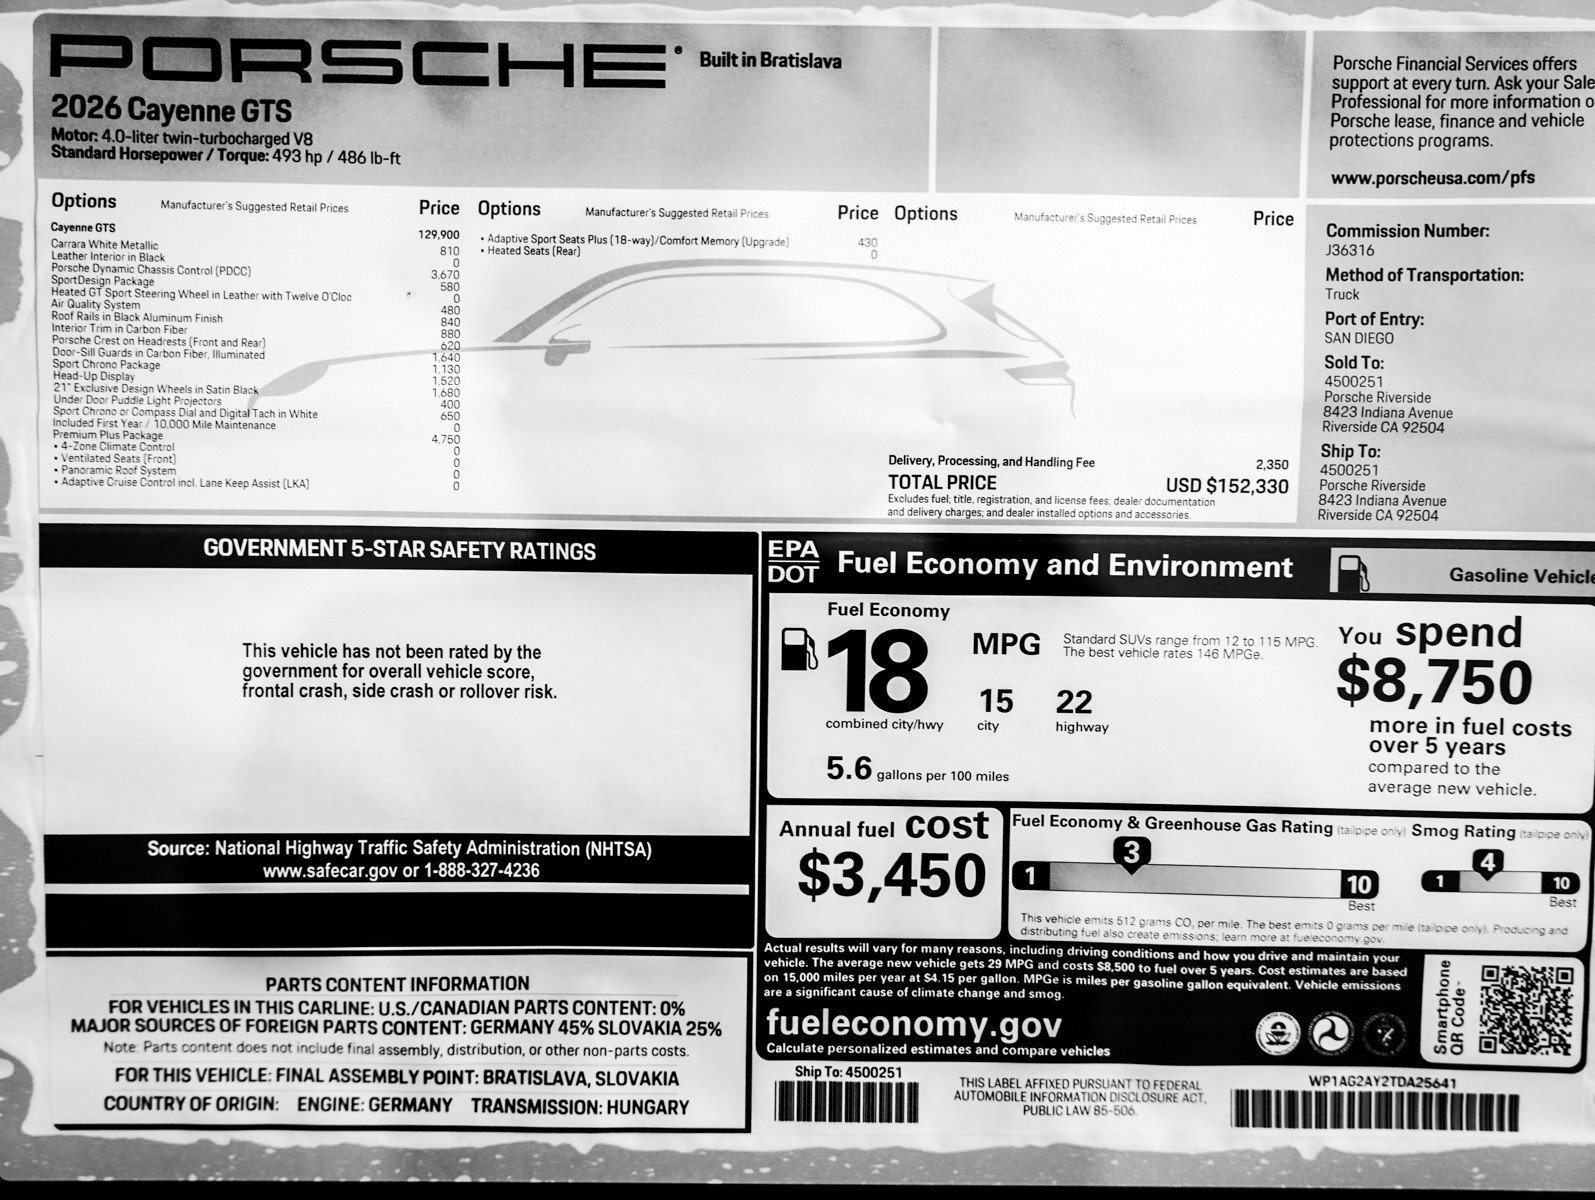 PORSCHE
Built in Bratislava
2026 Cayenne GTS
Motor: 4.0-liter twin-turbocharged V8
Standard Horsepower / Torque: 493 hp / 486 lb-ft
Porsche Financial Services offers
support at every turn. Ask your Sale
Professional for more information o
Porsche lease, finance and vehicle
protections programs.
www.porscheusa.com/pfs
Options Manufacturer's Suggested Retail Prices Price
Cayenne GTS 129,900
Carrara White Metallic 810
Leather Interior in Black 0
Porsche Dynamic Chassis Control (PDCC) 3,670
SportDesign Package 580
Heated GT Sport Steering Wheel in Leather with Twelve O'Cloc 0
Air Quality System 480
Roof Rails in Black Aluminum Finish 840
Interior Trim in Carbon Fiber 880
Porsche Crest on Headrests (Front and Rear) 620
Door-Sill Guards in Carbon Fiber, Illuminated 1,640
Sport Chrono Package 1,130
Head-Up Display 1,520
21" Exclusive Design Wheels in Satin Black 1,680
Under Door Puddle Light Projectors 400
Sport Chrono or Compass Dial and Digital Tach in White 650
Included First Year / 10,000 Mile Maintenance 0
Premium Plus Package 4,750
• 4-Zone Climate Control 0
• Ventilated Seats (Front) 0
• Panoramic Roof System 0
• Adaptive Cruise Control incl. Lane Keep Assist (LKA) 0
Options Manufacturer's Suggested Retail Prices Price
• Adaptive Sport Seats Plus (18-way)/Comfort Memory (Upgrade) 430
• Heated Seats (Rear) 0
Options Manufacturer's Suggested Retail Prices Price
Delivery, Processing, and Handling Fee 2,350
TOTAL PRICE USD $152,330
Excludes fuel; title, registration, and license fees; dealer documentation
and delivery charges; and dealer installed options and accessories.
Commission Number:
J36316
Method of Transportation:
Truck
Port of Entry:
SAN DIEGO
Sold To:
4500251
Porsche Riverside
8423 Indiana Avenue
Riverside CA 92504
Ship To:
4500251
Porsche Riverside
8423 Indiana Avenue
Riverside CA 92504
GOVERNMENT 5-STAR SAFETY RATINGS
This vehicle has not been rated by the
government for overall vehicle score,
frontal crash, side crash or rollover risk.
Source: National Highway Traffic Safety Administration (NHTSA)
www.safecar.gov or 1-888-327-4236
PARTS CONTENT INFORMATION
FOR VEHICLES IN THIS CARLINE: U.S./CANADIAN PARTS CONTENT: 0%
MAJOR SOURCES OF FOREIGN PARTS CONTENT: GERMANY 45% SLOVAKIA 25%
Note: Parts content does not include final assembly, distribution, or other non-parts costs.
FOR THIS VEHICLE: FINAL ASSEMBLY POINT: BRATISLAVA, SLOVAKIA
COUNTRY OF ORIGIN: ENGINE: GERMANY TRANSMISSION: HUNGARY
EPA
DOT
Fuel Economy and Environment
Gasoline Vehicle
Fuel Economy
18 MPG
combined city/hwy
15
city
22
highway
5.6 gallons per 100 miles
Standard SUVs range from 12 to 115 MPG.
The best vehicle rates 146 MPGe.
You spend
$8,750
more in fuel costs
over 5 years
compared to the
average new vehicle.
Annual fuel cost
$3,450
Fuel Economy & Greenhouse Gas Rating (tailpipe only)
1 3 10
Best
Smog Rating (tailpipe only)
1 4 10
Best
This vehicle emits 512 grams CO2 per mile. The best emits 0 grams per mile (tailpipe only). Producing and
distributing fuel also create emissions; learn more at fueleconomy.gov.
Actual results will vary for many reasons, including driving conditions and how you drive and maintain your
vehicle. The average new vehicle gets 29 MPG and costs $8,500 to fuel over 5 years. Cost estimates are based
on 15,000 miles per year at $4.15 per gallon. MPGe is miles per gasoline gallon equivalent. Vehicle emissions
are a significant cause of climate change and smog.
fueleconomy.gov
Calculate personalized estimates and compare vehicles
Smartphone
QR Code
Ship To: 4500251
THIS LABEL AFFIXED PURSUANT TO FEDERAL
AUTOMOBILE INFORMATION DISCLOSURE ACT,
PUBLIC LAW 85-506.
WP1AG2AY2TDA25641